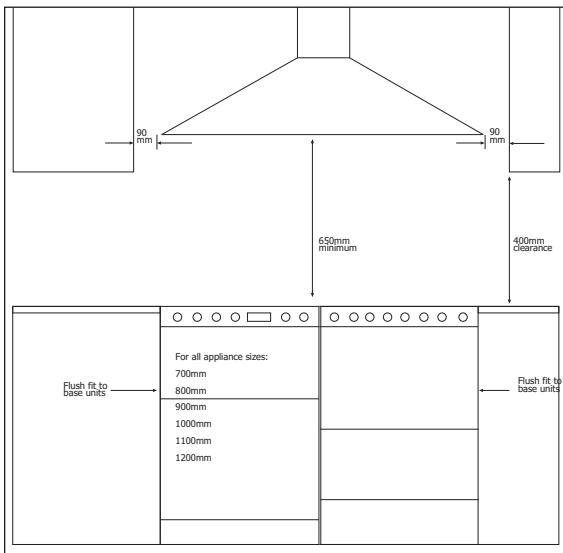 90
mm
90
mm
650mm
minimum
400mm
clearance
For all appliance sizes:
700mm
800mm
900mm
1000mm
1100mm
1200mm
Flush fit to
base units
Flush fit to
base units